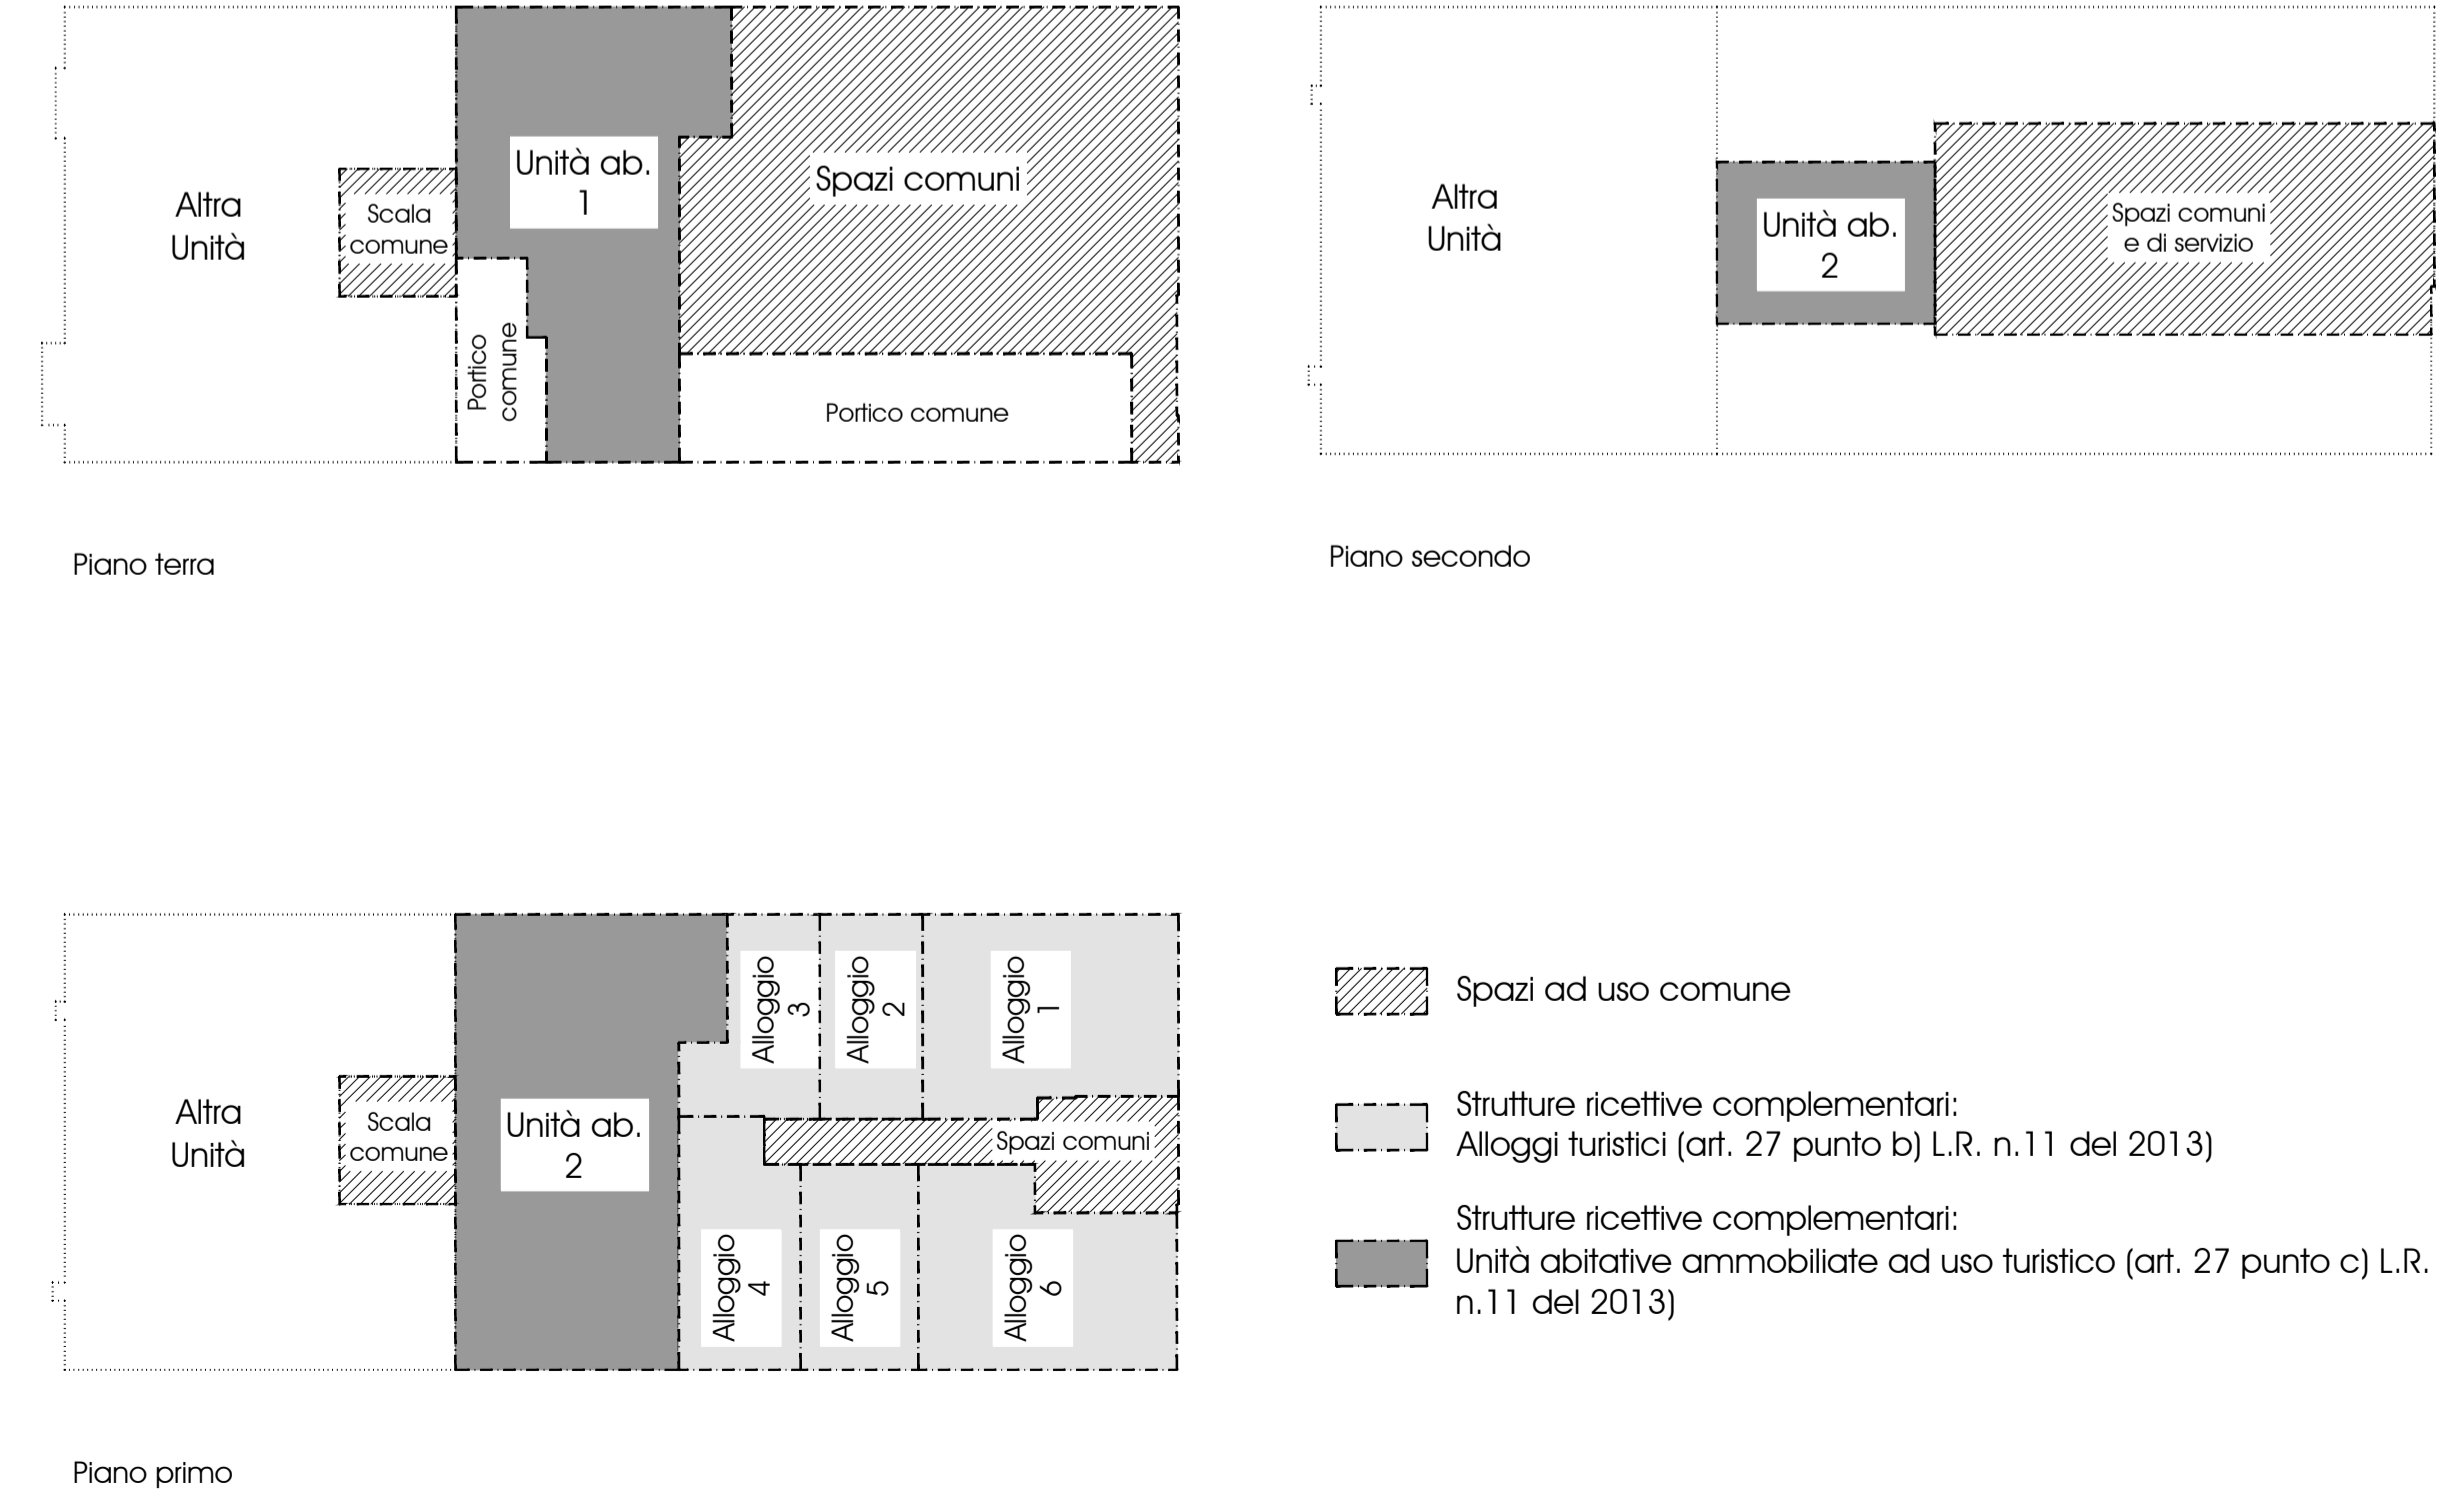 Altra
Unità
Scala
comune
Unità ab.
1
Spazi comuni
Portico
comune
Portico comune
Piano terra
Altra
Unità
Unità ab.
2
Spazi comuni
e di servizio
Piano secondo
Altra
Unità
Scala
comune
Unità ab.
2
Alloggio
3
Alloggio
2
Alloggio
1
Spazi comuni
Alloggio
4
Alloggio
5
Alloggio
6
Piano primo
Spazi ad uso comune
Strutture ricettive complementari:
Alloggi turistici (art. 27 punto b) L.R. n.11 del 2013)
Strutture ricettive complementari:
Unità abitative ammobiliate ad uso turistico (art. 27 punto c) L.R.
n.11 del 2013)